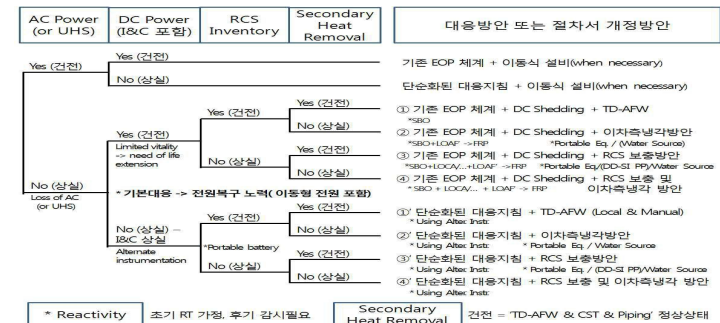 AC Power
(or UHS)
DC Power
(I&C 포함)
RCS
Inventory
Secondary
Heat
Removal
대응방안 또는 절차서 개정방안
Yes (건전)
Yes (건전)
기존 EOP 체계 + 이동식 설비(when necessary)
No (상실)
단순화된 대응지침 + 이동식 설비(when necessary)
Yes (건전)
Yes (건전)
① 기존 EOP 체계 + DC Shedding + TD-AFW
*SBO
No (상실)
② 기존 EOP 체계 + DC Shedding + 이차측냉각방안
*SBO+LOAF ->FRP *Portable Eq. / (Water Source)
Yes (건전)
Limited vitality
-> need of life
extension
No (상실)
Yes (건전)
③ 기존 EOP 체계 + DC Shedding + RCS 보충방안
*SBO+LOCA/...+LOAF ->FRP *Portable Eq/(DD-SI PP)/Water Source
No (상실)
④ 기존 EOP 체계 + DC Shedding + RCS 보충 및
이차측냉각 방안
* SBO + LOCA/... + LOAF -> FRP
No (상실)
Loss of AC
(or UHS)
* 기본대응 -> 전원복구 노력( 이동형 전원 포함)
No (상실) –
I&C 상실
Alternate
instrumentation
Yes (건전)
*Portable battery
No (상실)
Yes (건전)
①' 단순화된 대응지침 + TD-AFW (Local & Manual)
* Using Alter. Instr.
No (상실)
②' 단순화된 대응지침 + 이차측냉각방안
* Using Alter. Instr. * Portable Eq. / Water Source
Yes (건전)
③' 단순화된 대응지침 + RCS 보충방안
* Using Alter. Instr. * Portable Eq. / (DD-SI PP)/Water Source
No (상실)
④' 단순화된 대응지침 + RCS 보충 및 이차측냉각 방안
* Using Alter. Instr.
* Reactivity
초기 RT 가정, 후기 감시필요
Secondary
Heat Removal
건전 = 'TD-AFW & CST & Piping' 정상상태